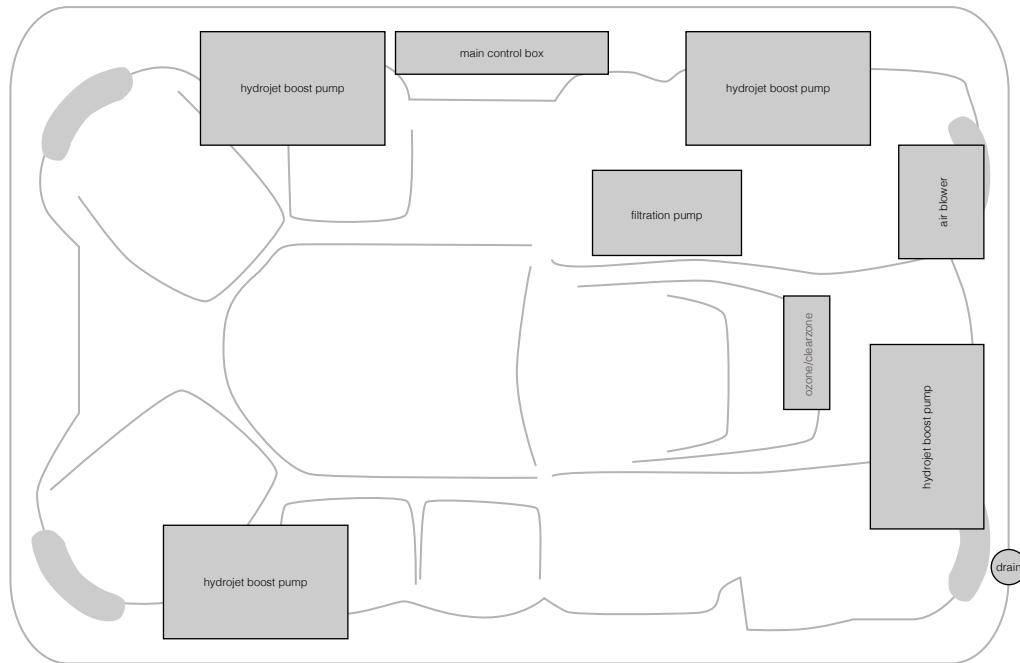 main control box
hydrojet boost pump
hydrojet boost pump
air blower
filtration pump
ozone/clearzone
hydrojet boost pump
drain
hydrojet boost pump